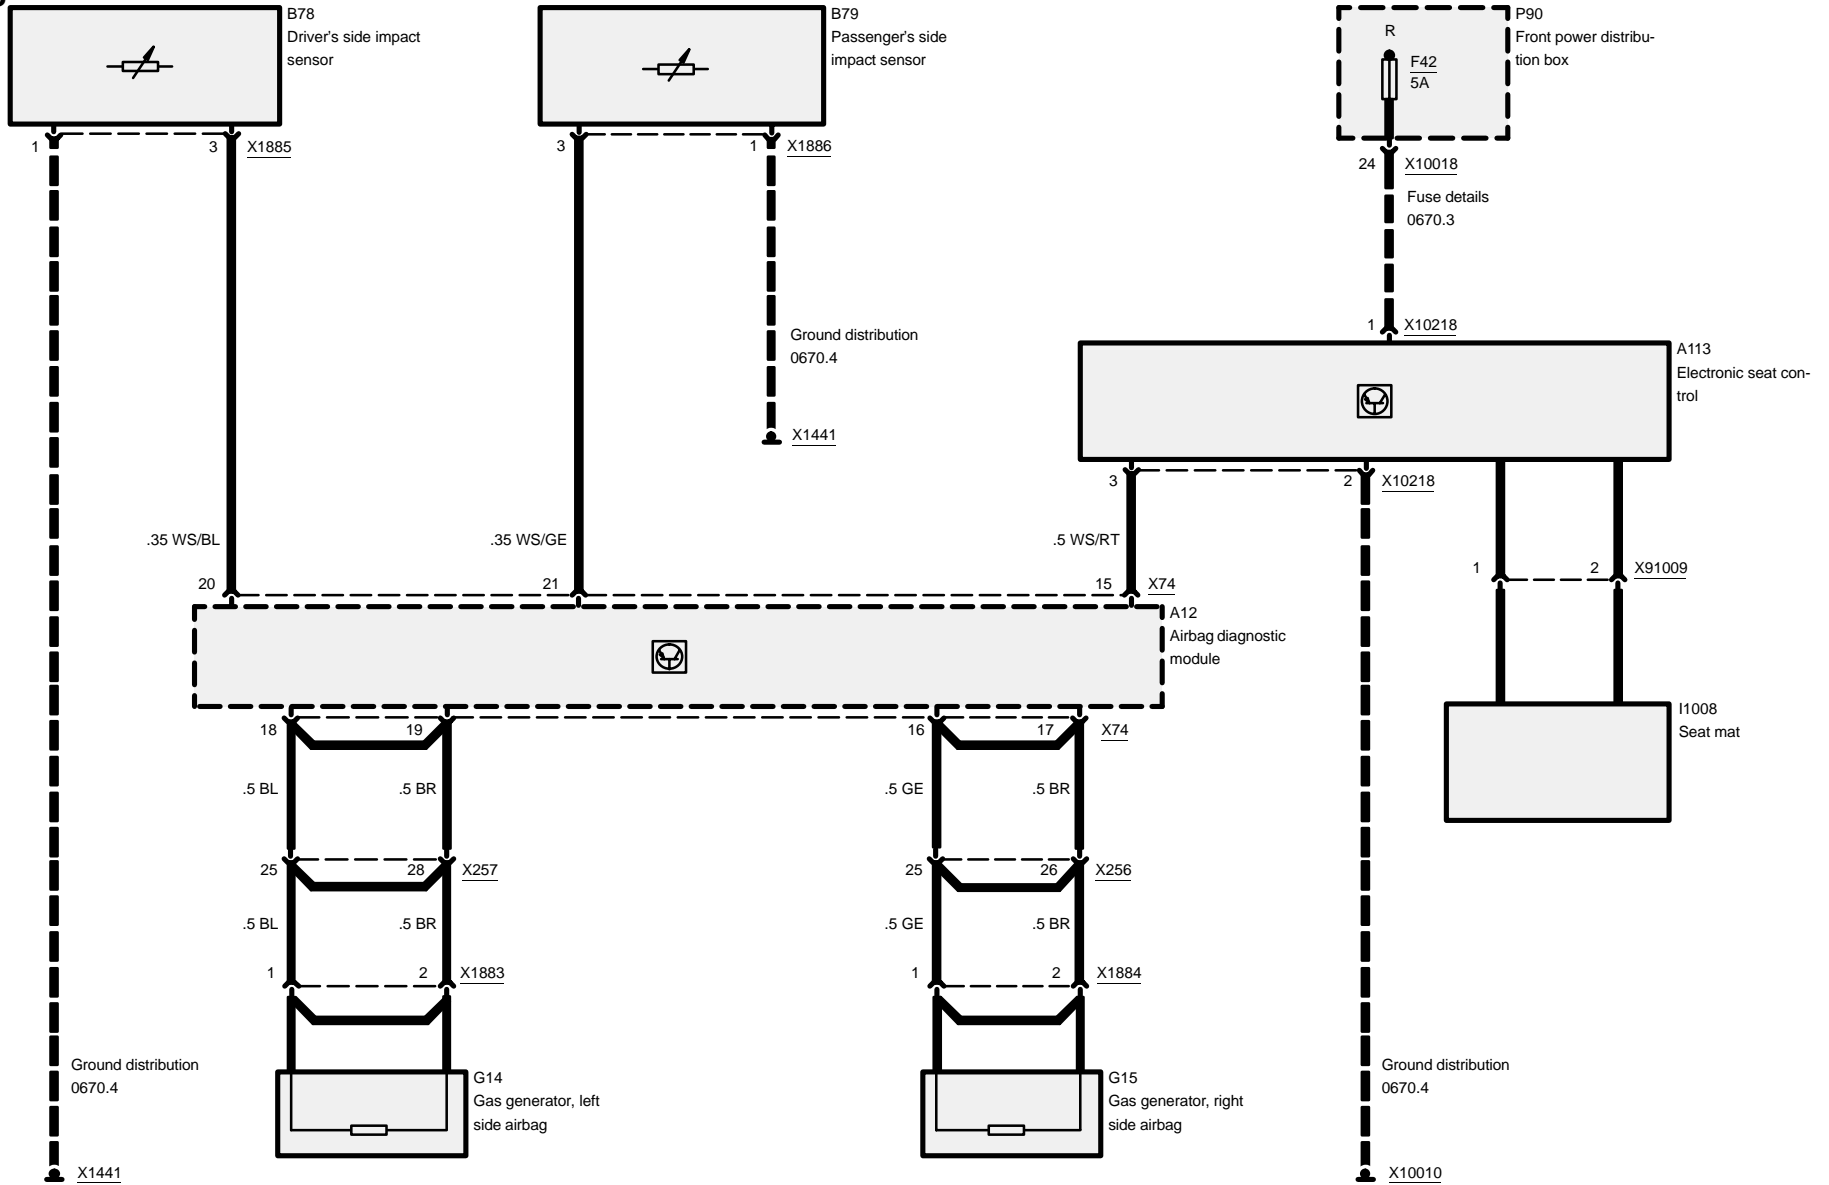 B78
Driver's side impact
sensor
B79
Passenger's side
impact sensor
P90
Front power distribu-
tion box
R
F42
5A
1
3
X1885
3
1
X1886
24
X10018
Fuse details
0670.3
Ground distribution
0670.4
X1441
1
X10218
A113
Electronic seat con-
trol
3
2
X10218
.35 WS/BL
.35 WS/GE
.5 WS/RT
20
21
15
X74
1
2
X91009
A12
Airbag diagnostic
module
18
19
16
17
X74
I1008
Seat mat
.5 BL
.5 BR
.5 GE
.5 BR
25
28
X257
25
26
X256
.5 BL
.5 BR
.5 GE
.5 BR
1
2
X1883
1
2
X1884
Ground distribution
0670.4
G14
Gas generator, left
side airbag
G15
Gas generator, right
side airbag
Ground distribution
0670.4
X1441
X10010